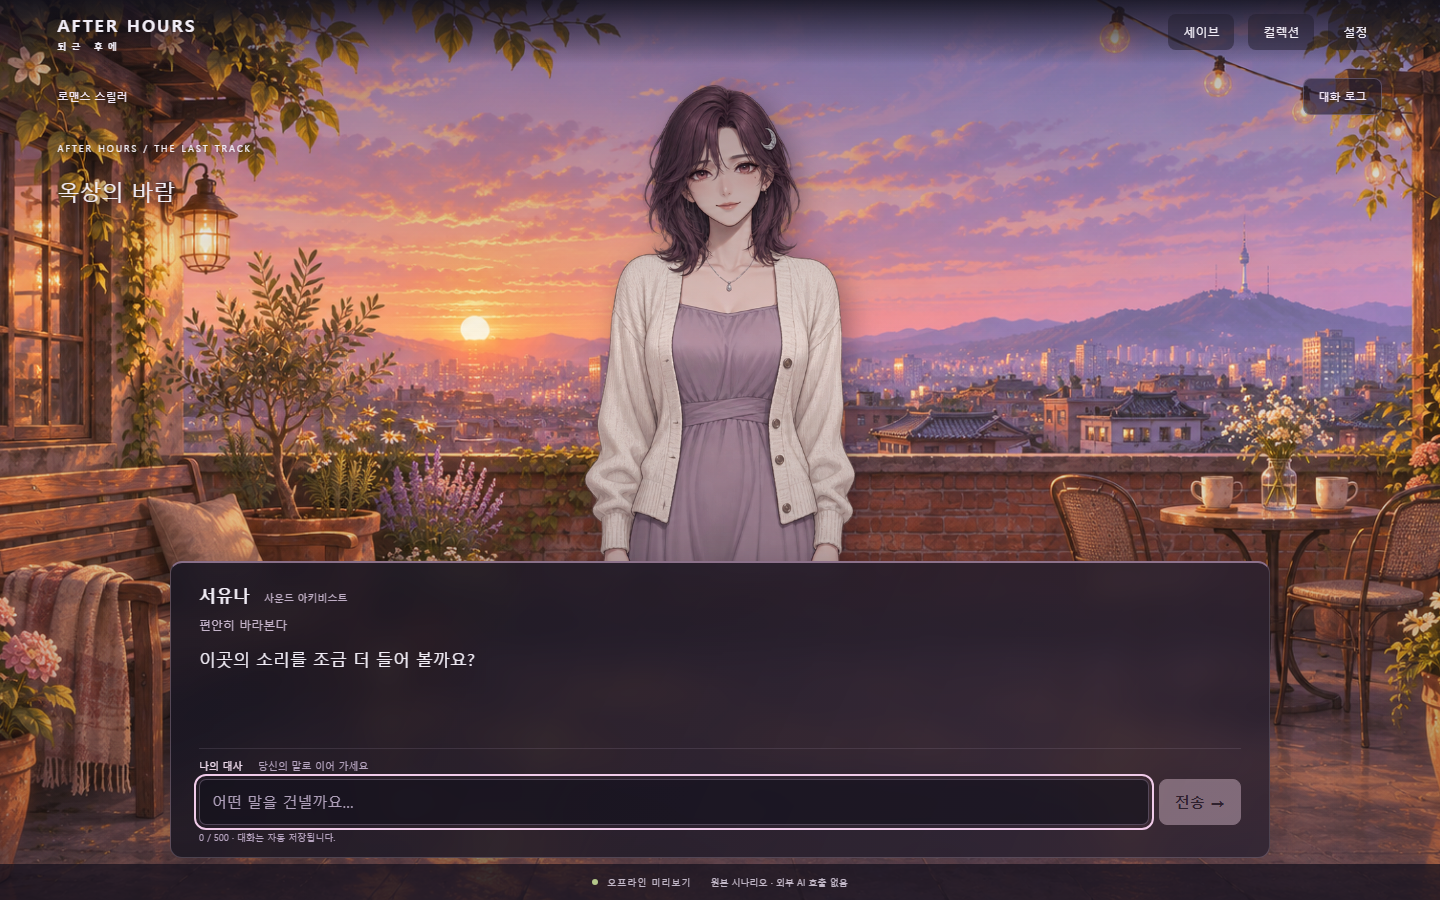 AFTER HOURS
퇴근 후에
세이브
컬렉션
설정
로맨스 스릴러
대화 로그
AFTER HOURS / THE LAST TRACK
옥상의 바람
서유나 사운드 아키비스트
편안히 바라본다
이곳의 소리를 조금 더 들어 볼까요?
나의 대사 당신의 말로 이어 가세요
어떤 말을 건넬까요...
전송 →
0 / 500 · 대화는 자동 저장됩니다.
오프라인 미리보기 원본 시나리오 · 외부 AI 호출 없음